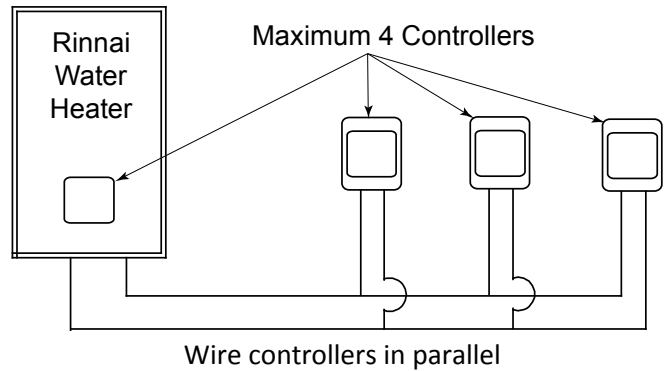 Rinnai
Water
Heater
Maximum 4 Controllers
Wire controllers in parallel